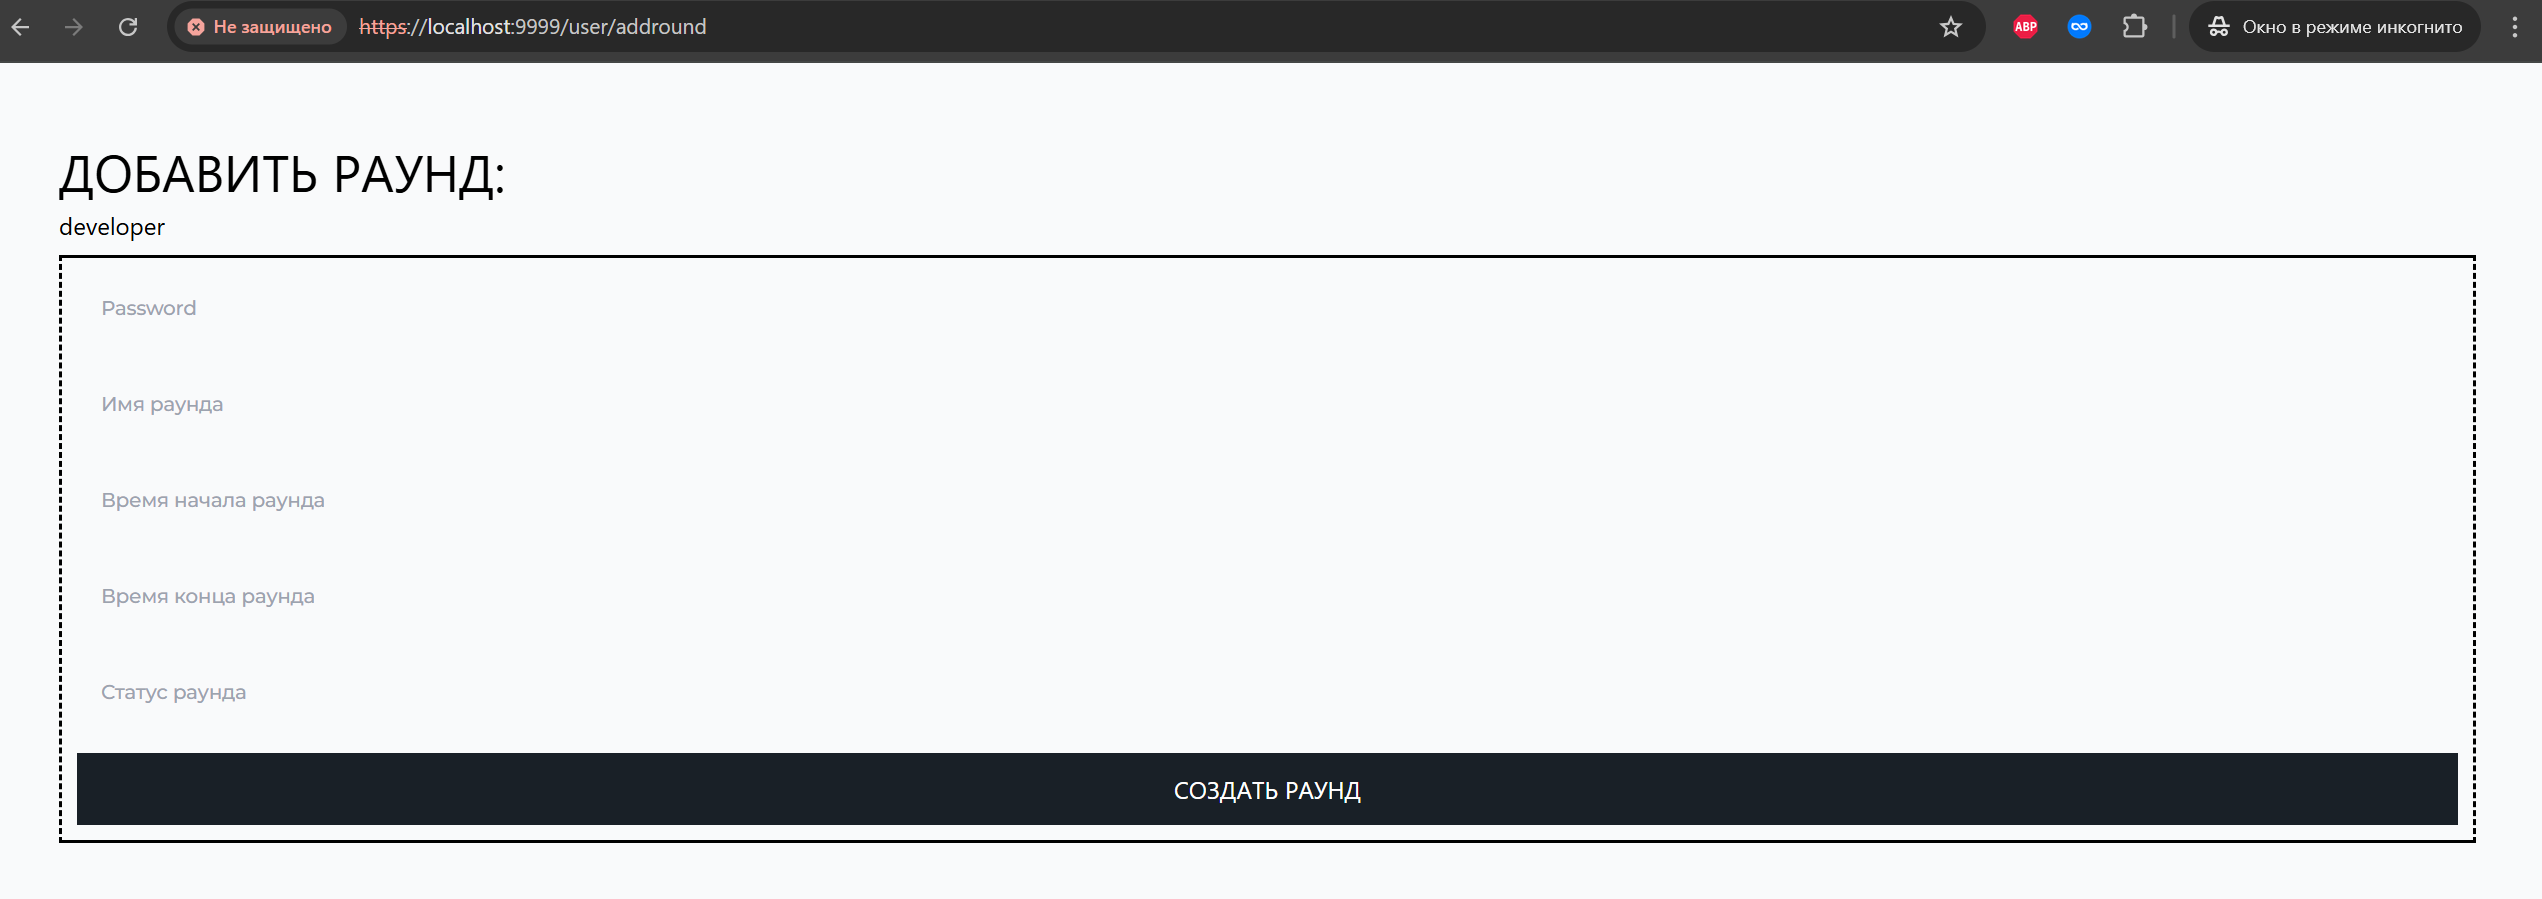 Не защищено https://localhost:9999/user/addround ABP Окно в режиме инкогнито
ДОБАВИТЬ РАУНД:
developer
Password
Имя раунда
Время начала раунда
Время конца раунда
Статус раунда
СОЗДАТЬ РАУНД